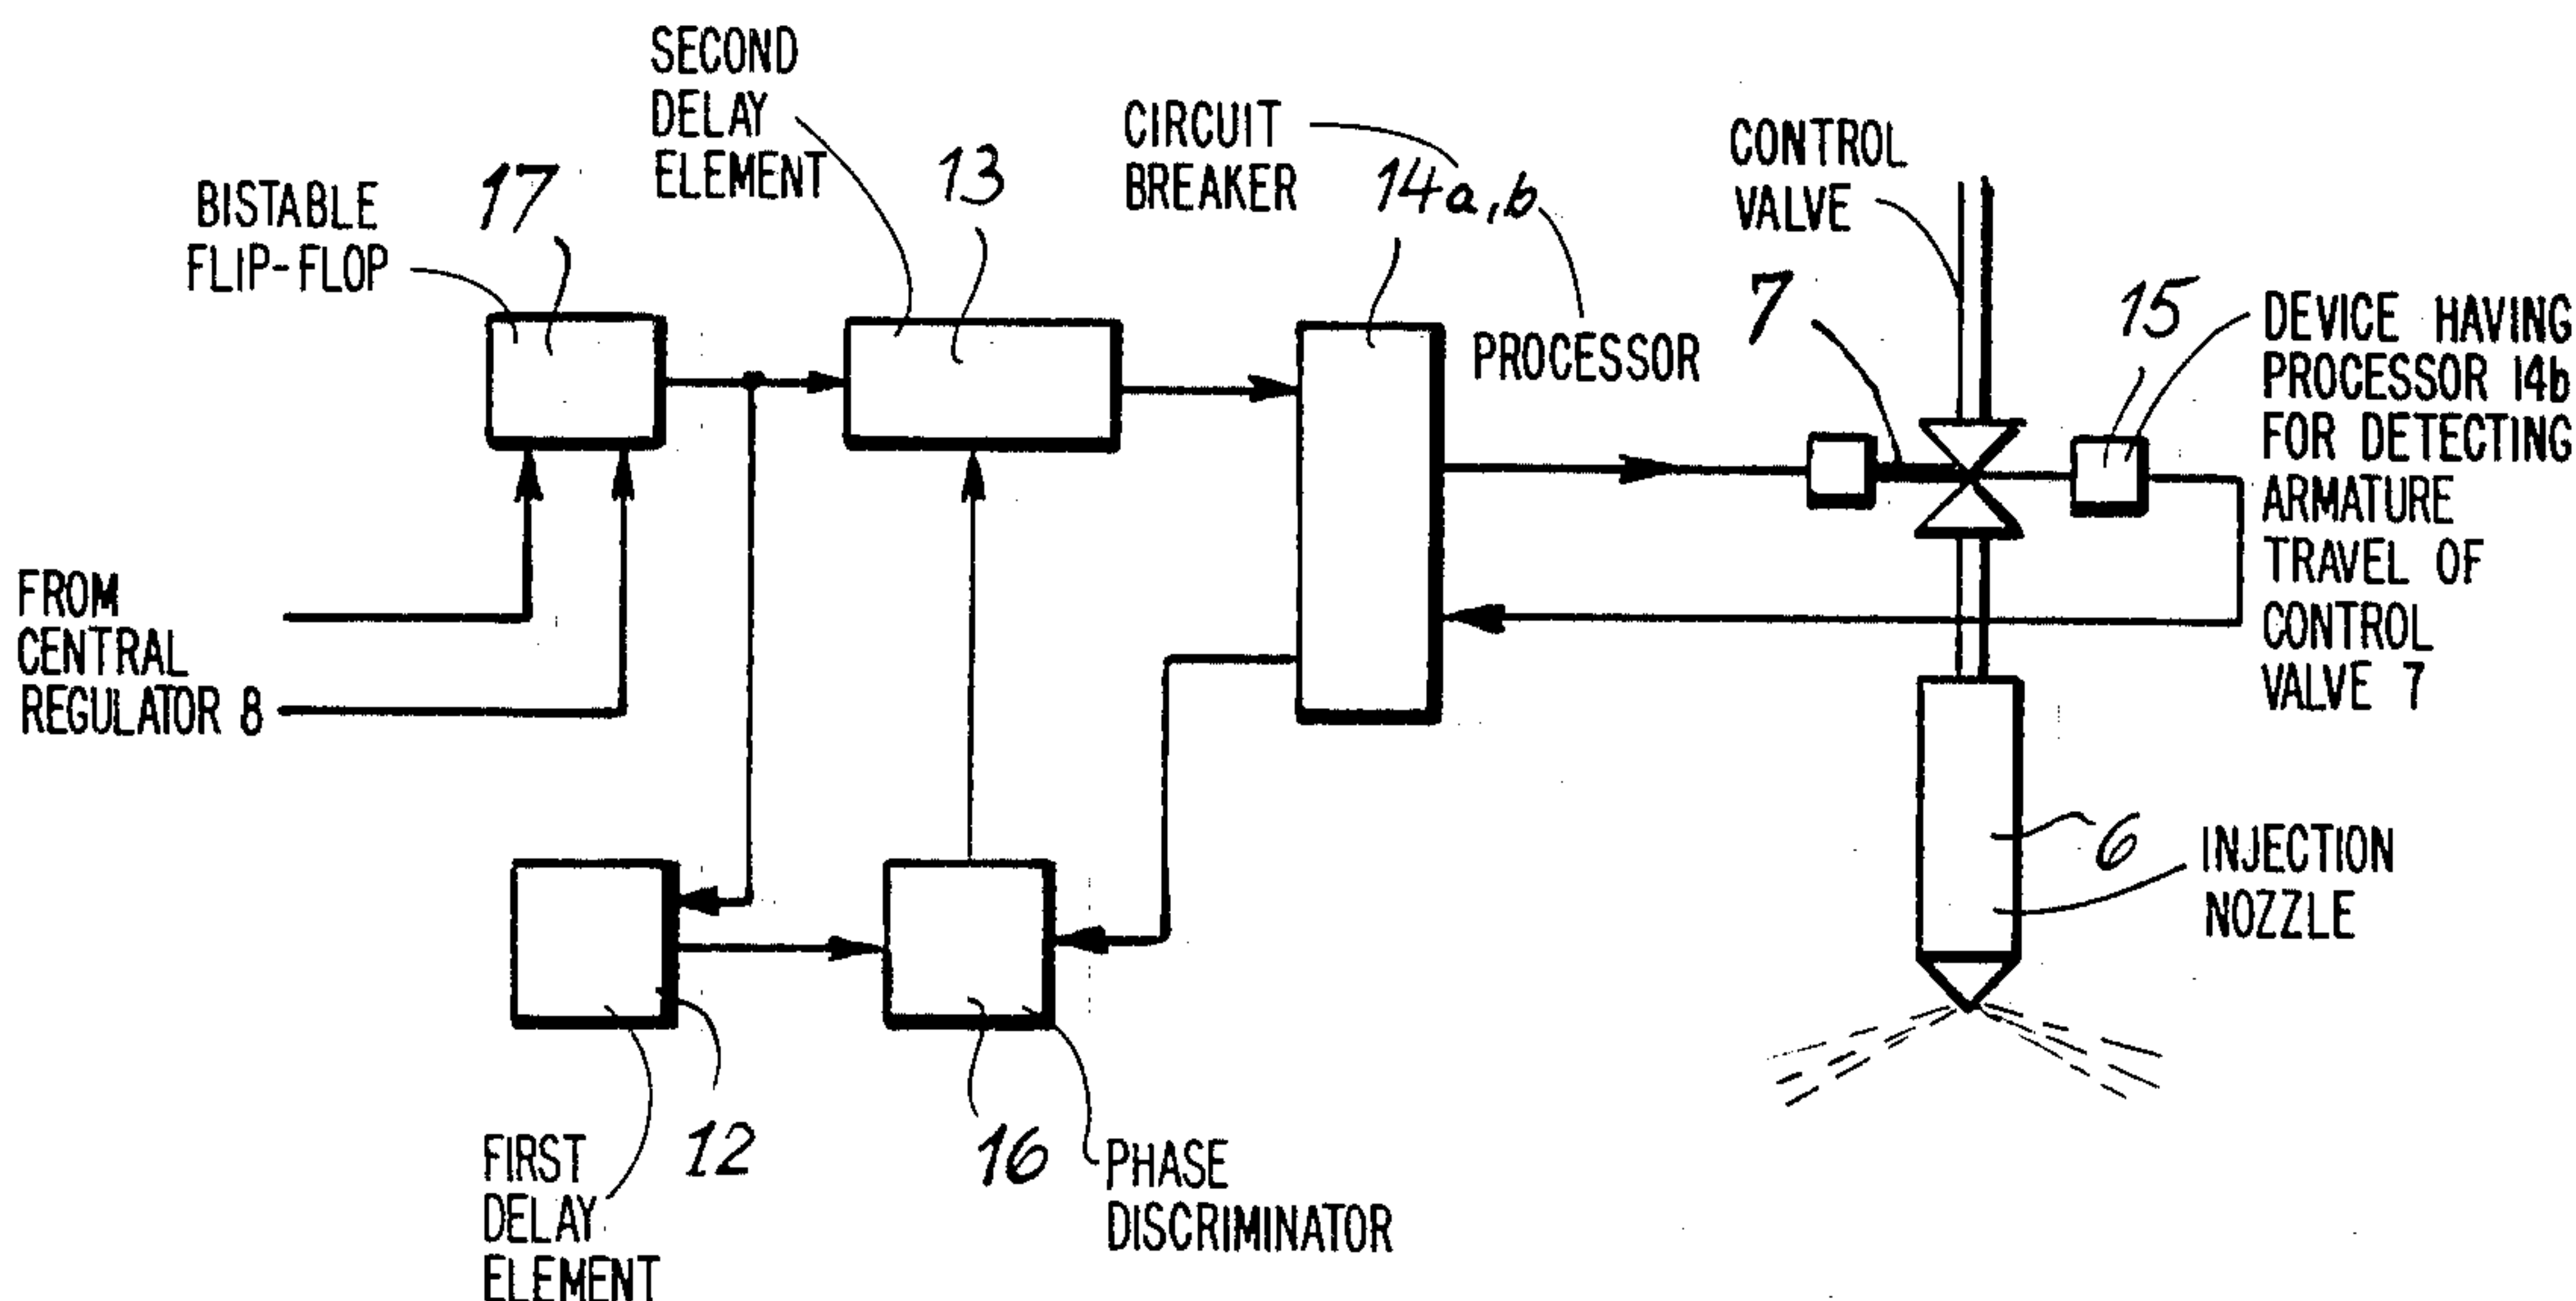 SECOND
DELAY
ELEMENT
13
CIRCUIT
BREAKER
14a,b
PROCESSOR
CONTROL
VALVE
7
15
DEVICE HAVING
PROCESSOR 14b
FOR DETECTING
ARMATURE
TRAVEL OF
CONTROL
VALVE 7
BISTABLE
FLIP-FLOP
17
FROM
CENTRAL
REGULATOR 8
6
INJECTION
NOZZLE
FIRST
DELAY
ELEMENT
12
16
PHASE
DISCRIMINATOR